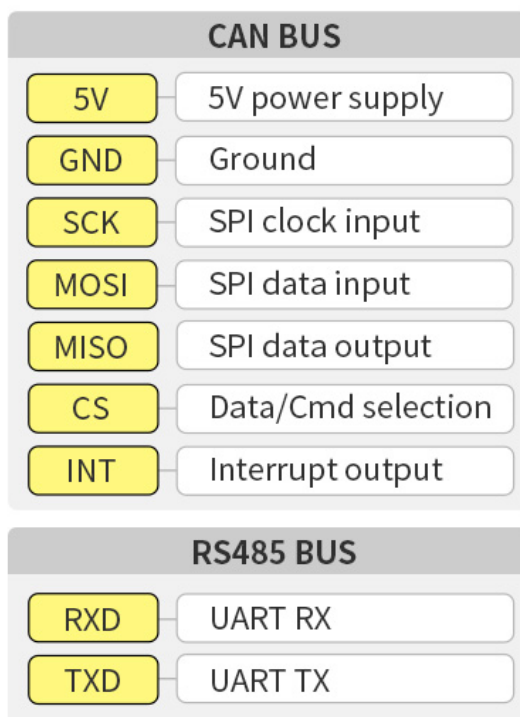 CAN BUS
5V 5V power supply
GND Ground
SCK SPI clock input
MOSI SPI data input
MISO SPI data output
CS Data/Cmd selection
INT Interrupt output
RS485 BUS
RXD UART RX
TXD UART TX